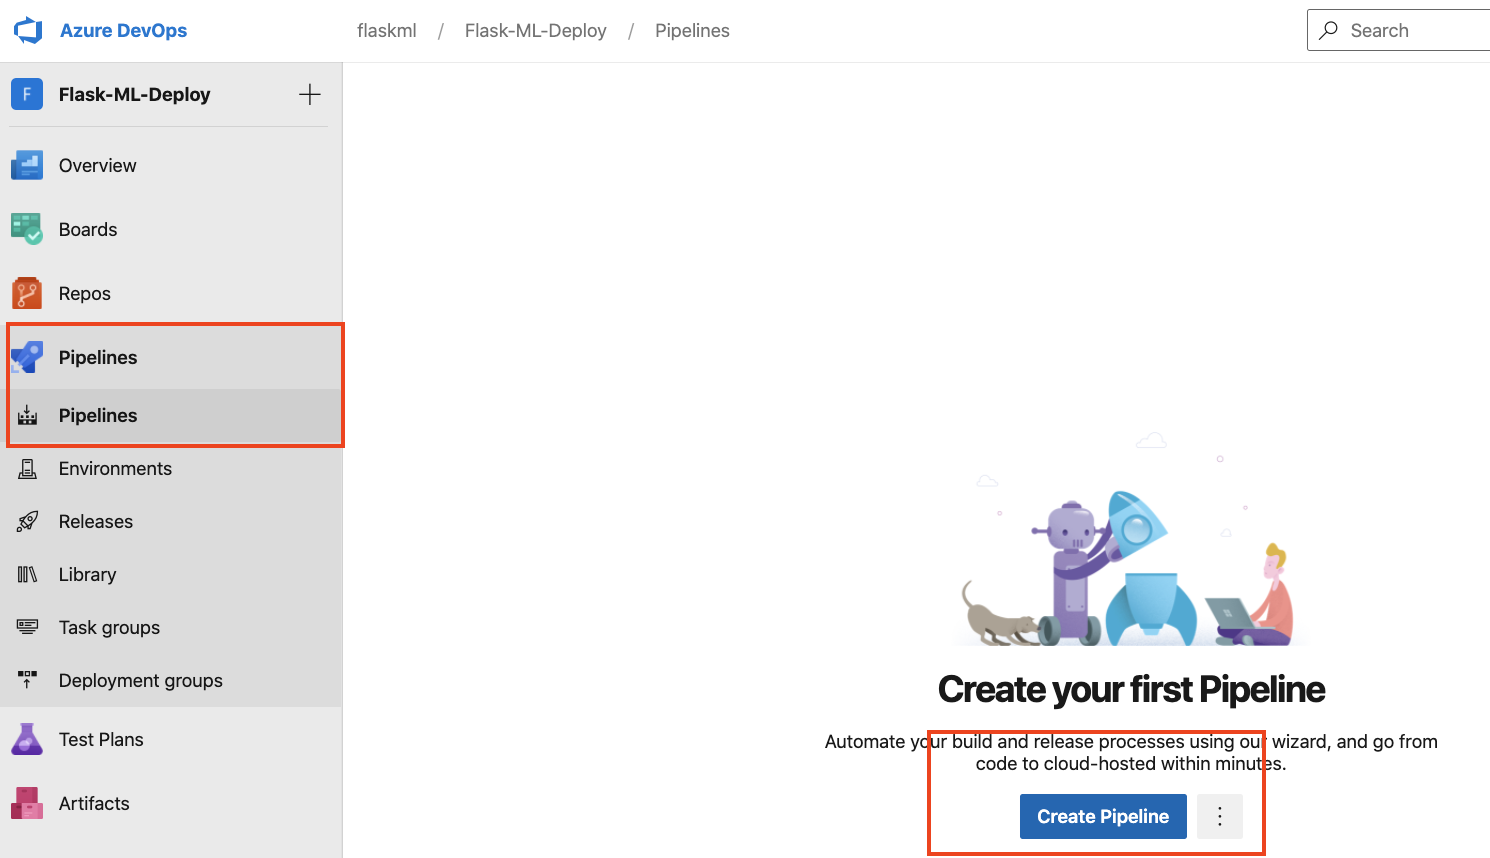 Azure DevOps
flaskml / Flask-ML-Deploy / Pipelines
Search
F Flask-ML-Deploy
Overview
Boards
Repos
Pipelines
Pipelines
Environments
Releases
Library
Task groups
Deployment groups
Test Plans
Artifacts
Create your first Pipeline
Automate your build and release processes using our wizard, and go from
code to cloud-hosted within minutes.
Create Pipeline